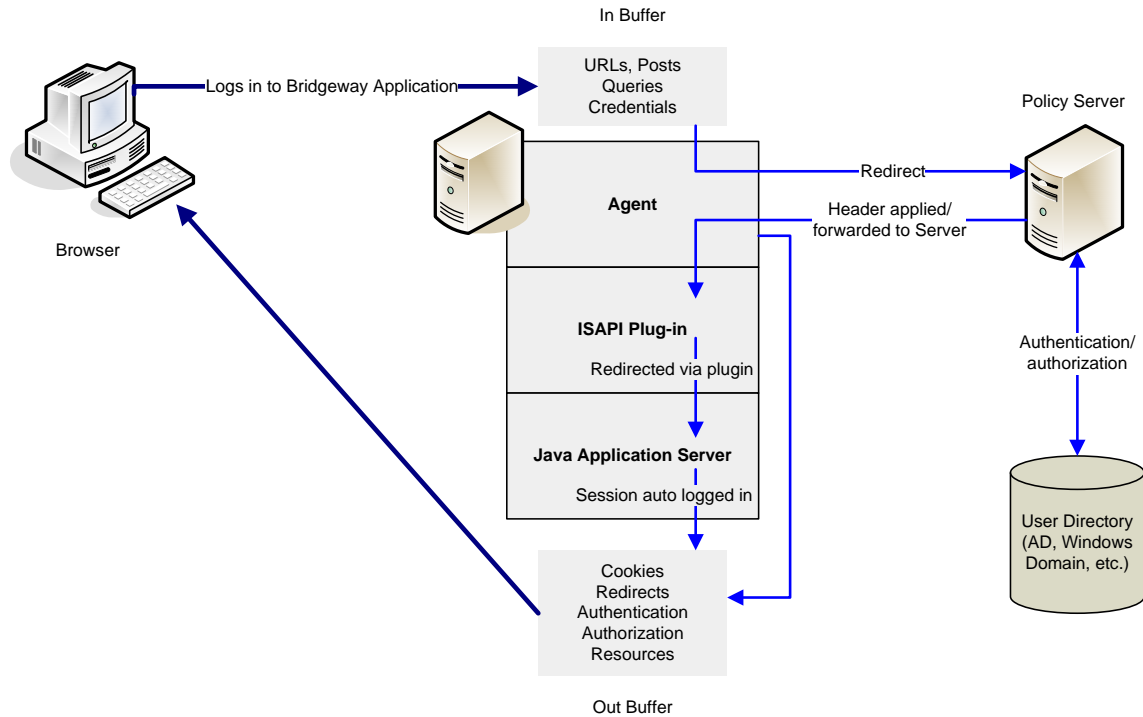 In Buffer
URLs, Posts
Queries
Credentials
Logs in to Bridgeway Application
Policy Server
Redirect
Agent
Header applied/
forwarded to Server
Browser
ISAPI Plug-in
Redirected via plugin
Authentication/
authorization
Java Application Server
Session auto logged in
User Directory
(AD, Windows
Domain, etc.)
Cookies
Redirects
Authentication
Authorization
Resources
Out Buffer